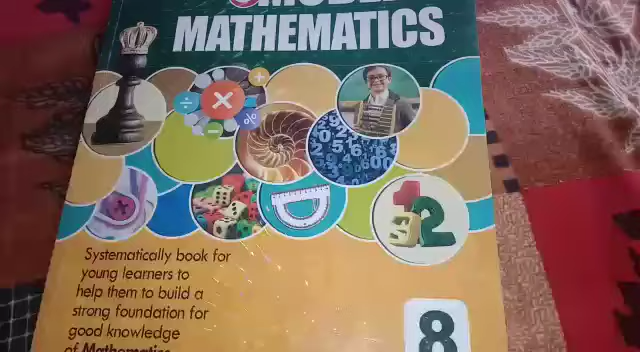 MATHEMATICS
Systematically book for
young learners to
help them to build a
strong foundation for
good knowledge
of Mathematics
8